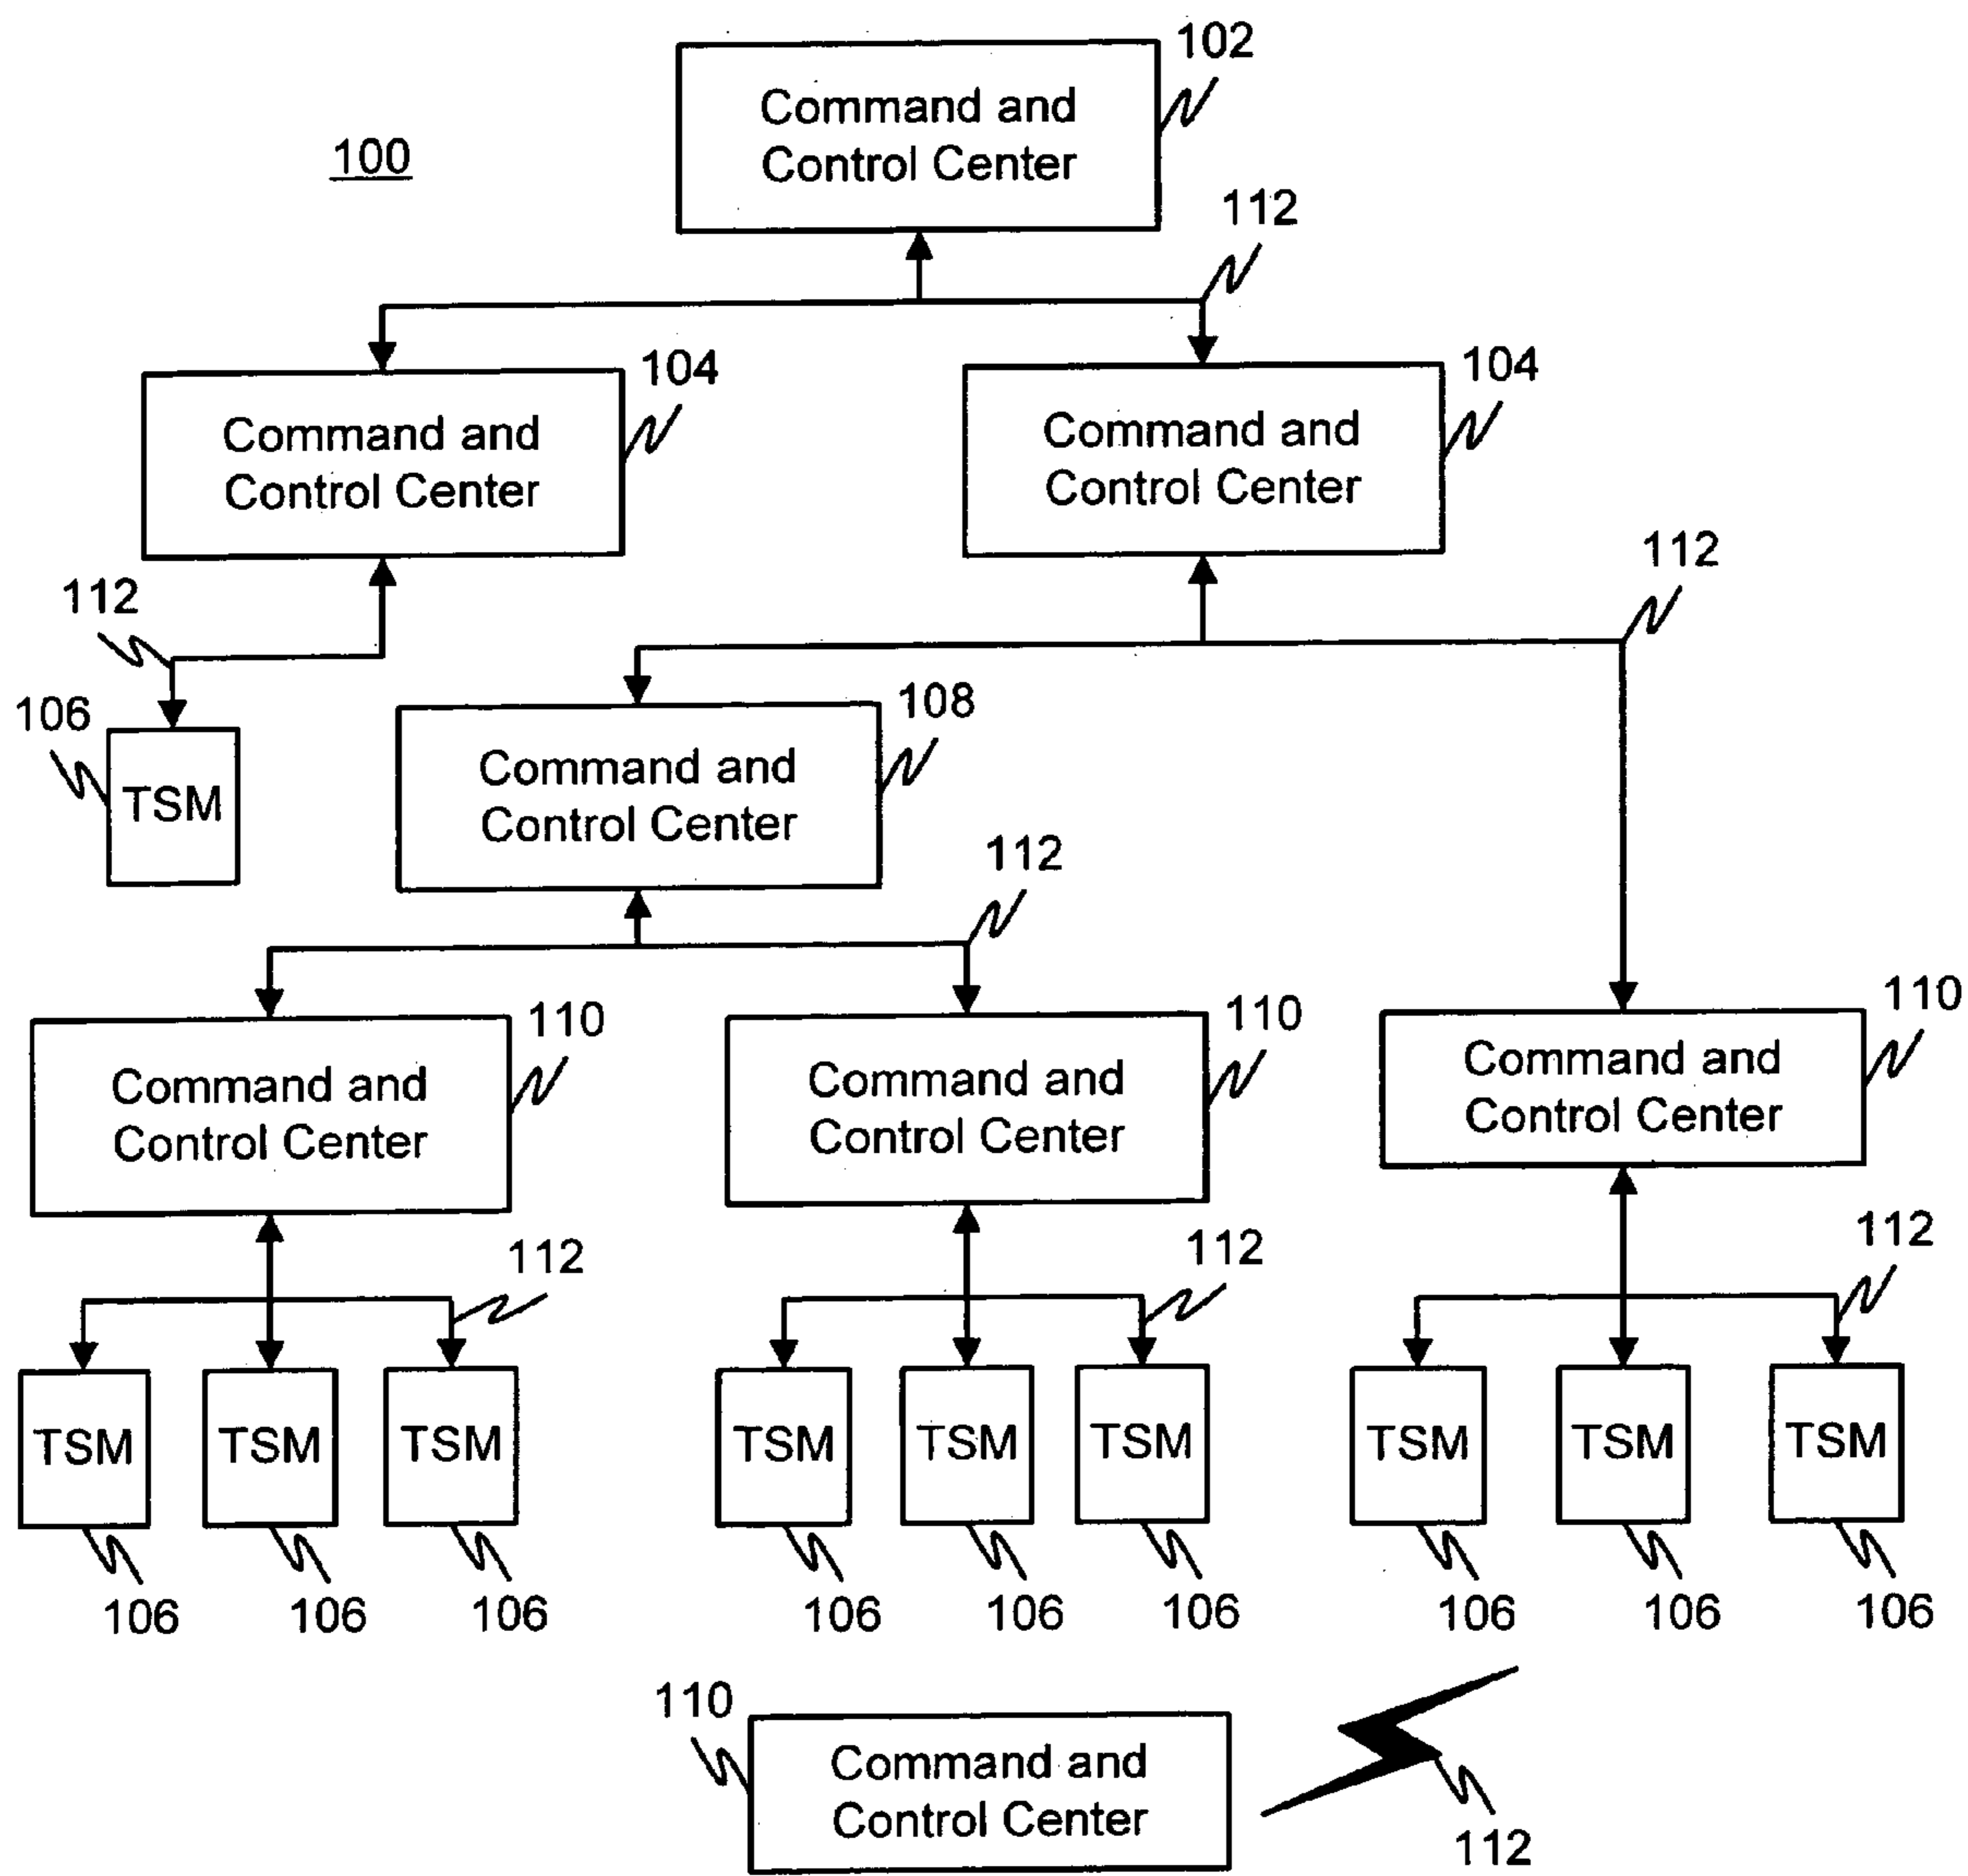 102
Command and
Control Center
100
112
104
104
Command and
Control Center
Command and
Control Center
112
112
106
TSM
108
Command and
Control Center
112
110
110
110
Command and
Control Center
Command and
Control Center
Command and
Control Center
112
112
112
TSM
TSM
TSM
TSM
TSM
TSM
TSM
TSM
TSM
106
106
106
106
106
106
106
106
106
110
Command and
Control Center
112